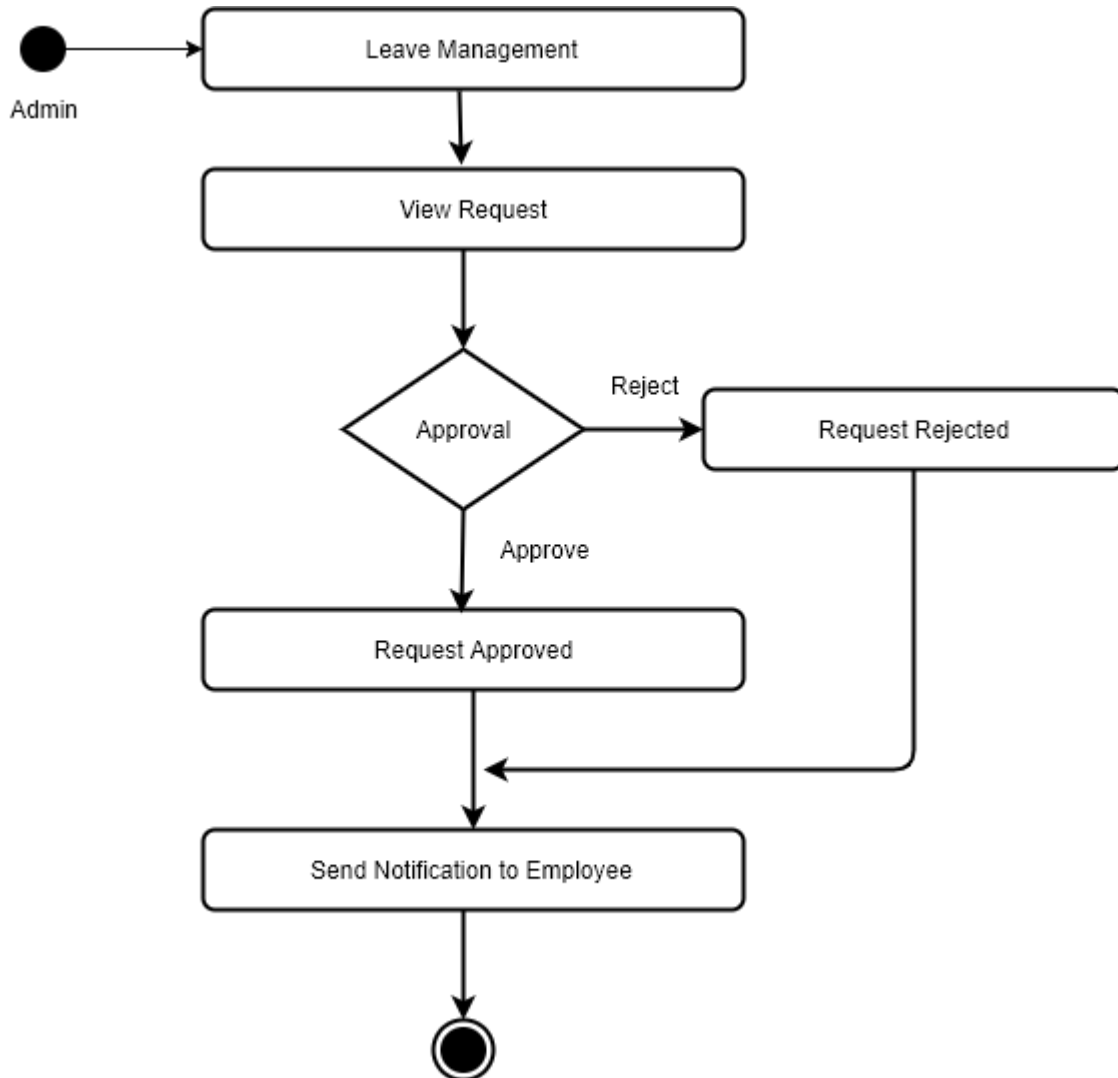 Leave Management
Admin
View Request
Reject
Approval
Request Rejected
Approve
Request Approved
Send Notification to Employee